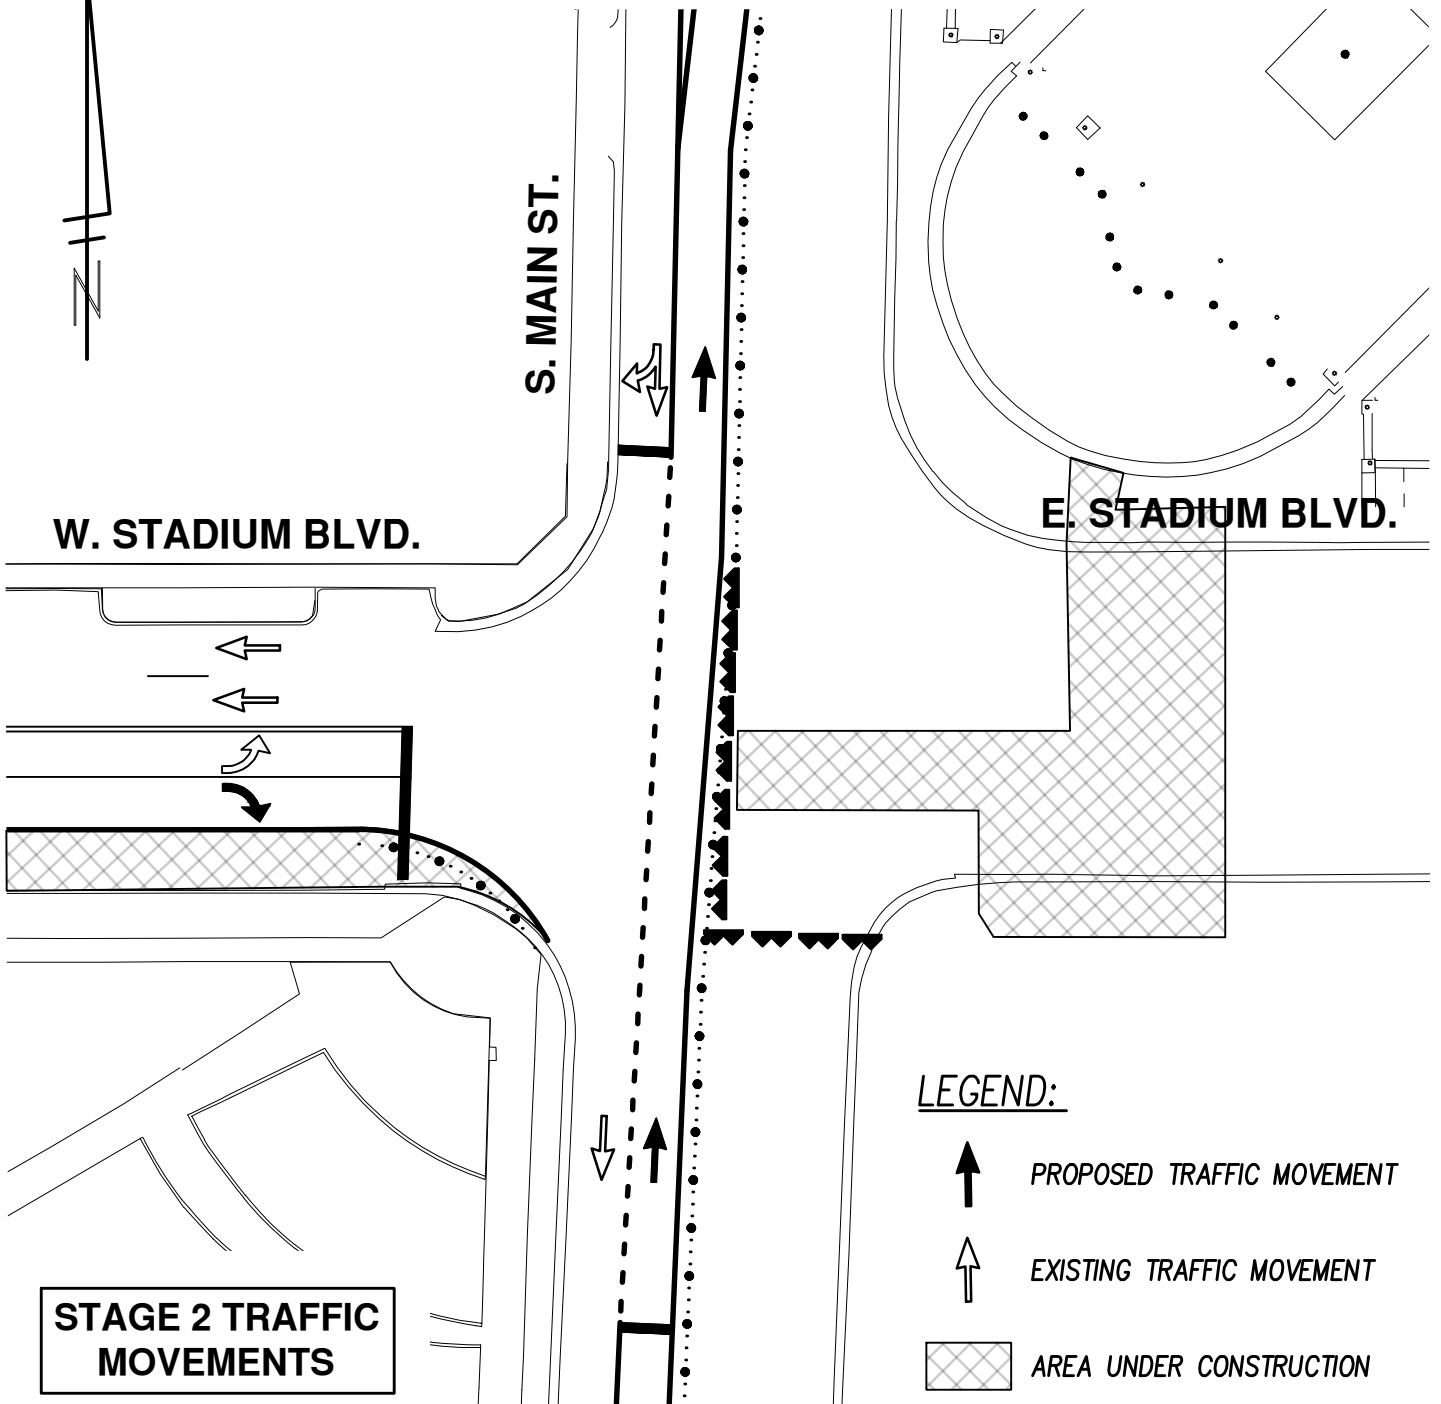 N
S. MAIN ST.
W. STADIUM BLVD.
E. STADIUM BLVD.
LEGEND:
PROPOSED TRAFFIC MOVEMENT
EXISTING TRAFFIC MOVEMENT
AREA UNDER CONSTRUCTION
STAGE 2 TRAFFIC
MOVEMENTS